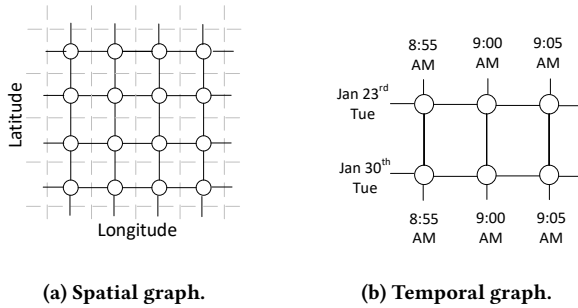 Latitude
Longitude
(a) Spatial graph.
8:55 AM
9:00 AM
9:05 AM
Jan 23rd
Tue
Jan 30th
Tue
8:55 AM
9:00 AM
9:05 AM
(b) Temporal graph.